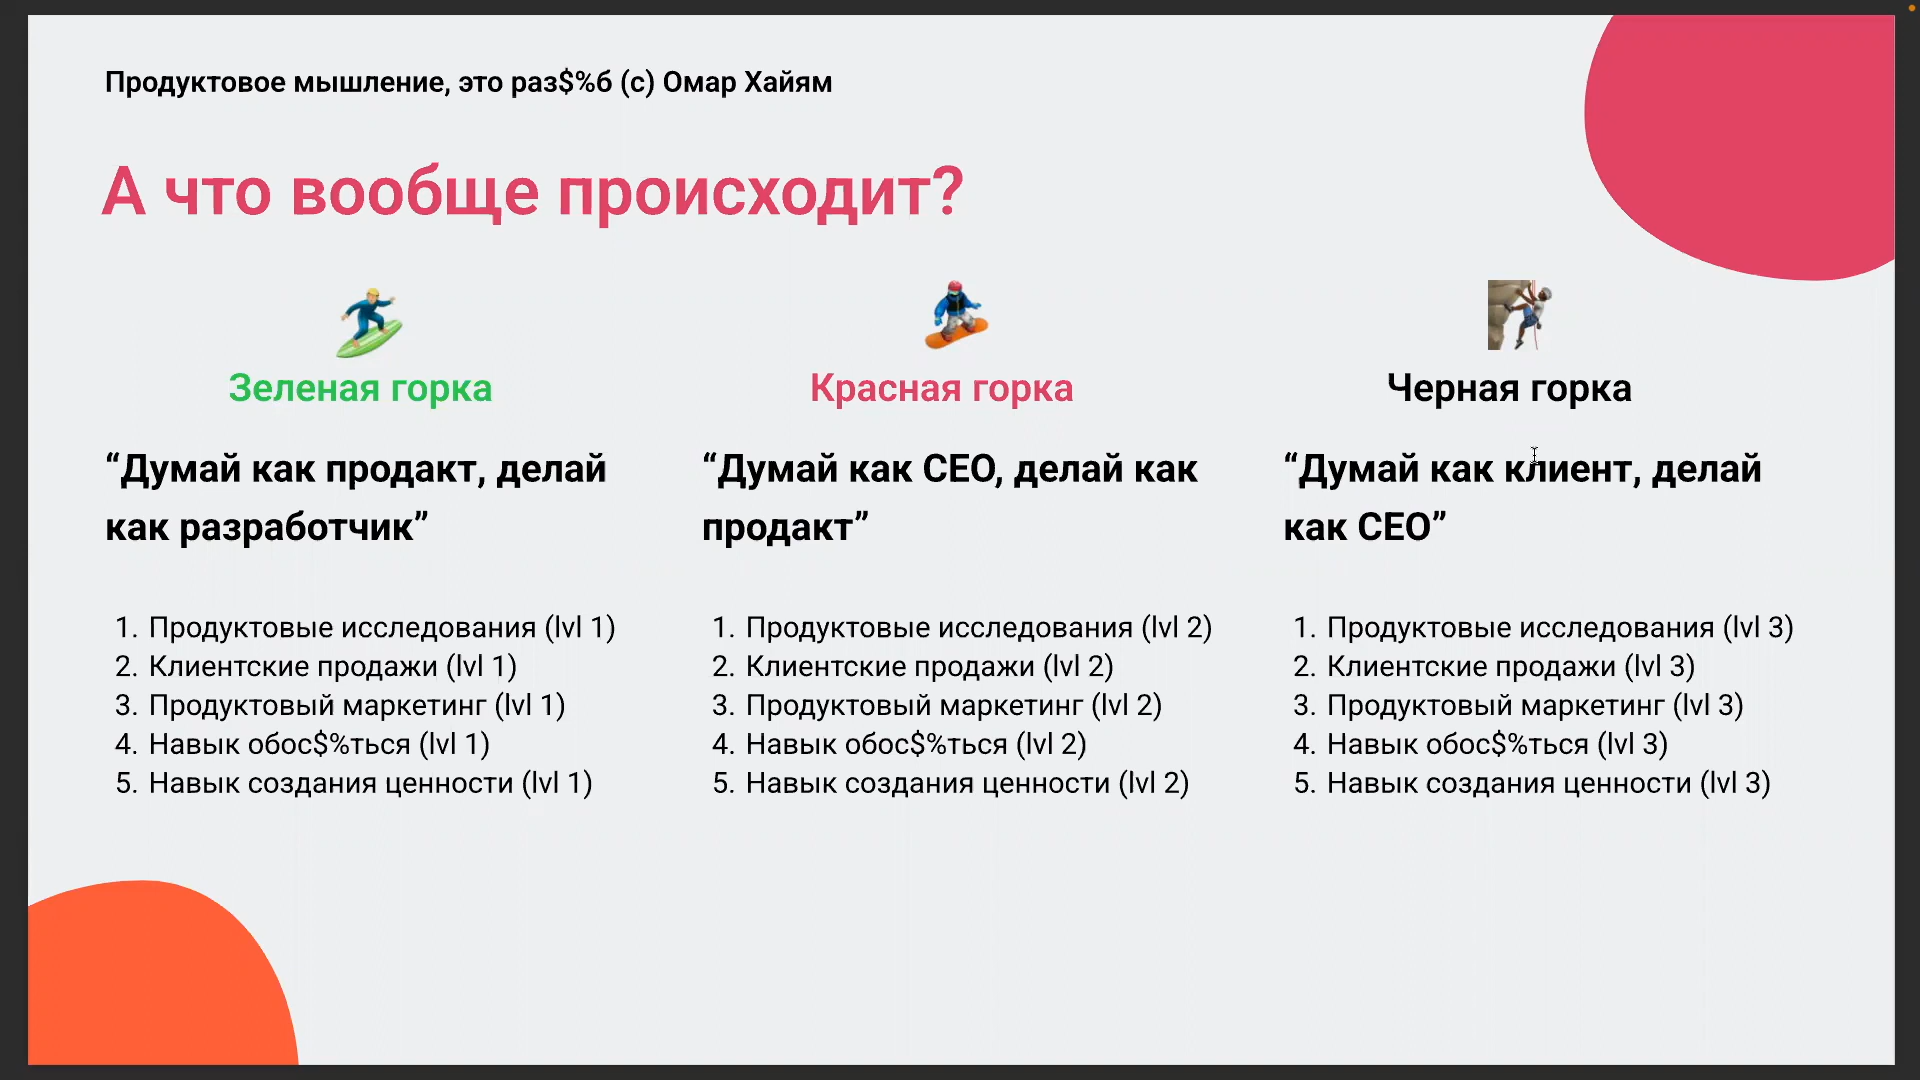 Продуктовое мышление, это раз$%б (с) Омар Хайям
А что вообще происходит?
Зеленая горка
“Думай как продакт, делай
как разработчик”
1. Продуктовые исследования (lvl 1)
2. Клиентские продажи (lvl 1)
3. Продуктовый маркетинг (lvl 1)
4. Навык обос$%ться (lvl 1)
5. Навык создания ценности (lvl 1)
Красная горка
“Думай как CEO, делай как
продакт”
1. Продуктовые исследования (lvl 2)
2. Клиентские продажи (lvl 2)
3. Продуктовый маркетинг (lvl 2)
4. Навык обос$%ться (lvl 2)
5. Навык создания ценности (lvl 2)
Черная горка
“Думай как клиент, делай
как CEO”
1. Продуктовые исследования (lvl 3)
2. Клиентские продажи (lvl 3)
3. Продуктовый маркетинг (lvl 3)
4. Навык обос$%ться (lvl 3)
5. Навык создания ценности (lvl 3)